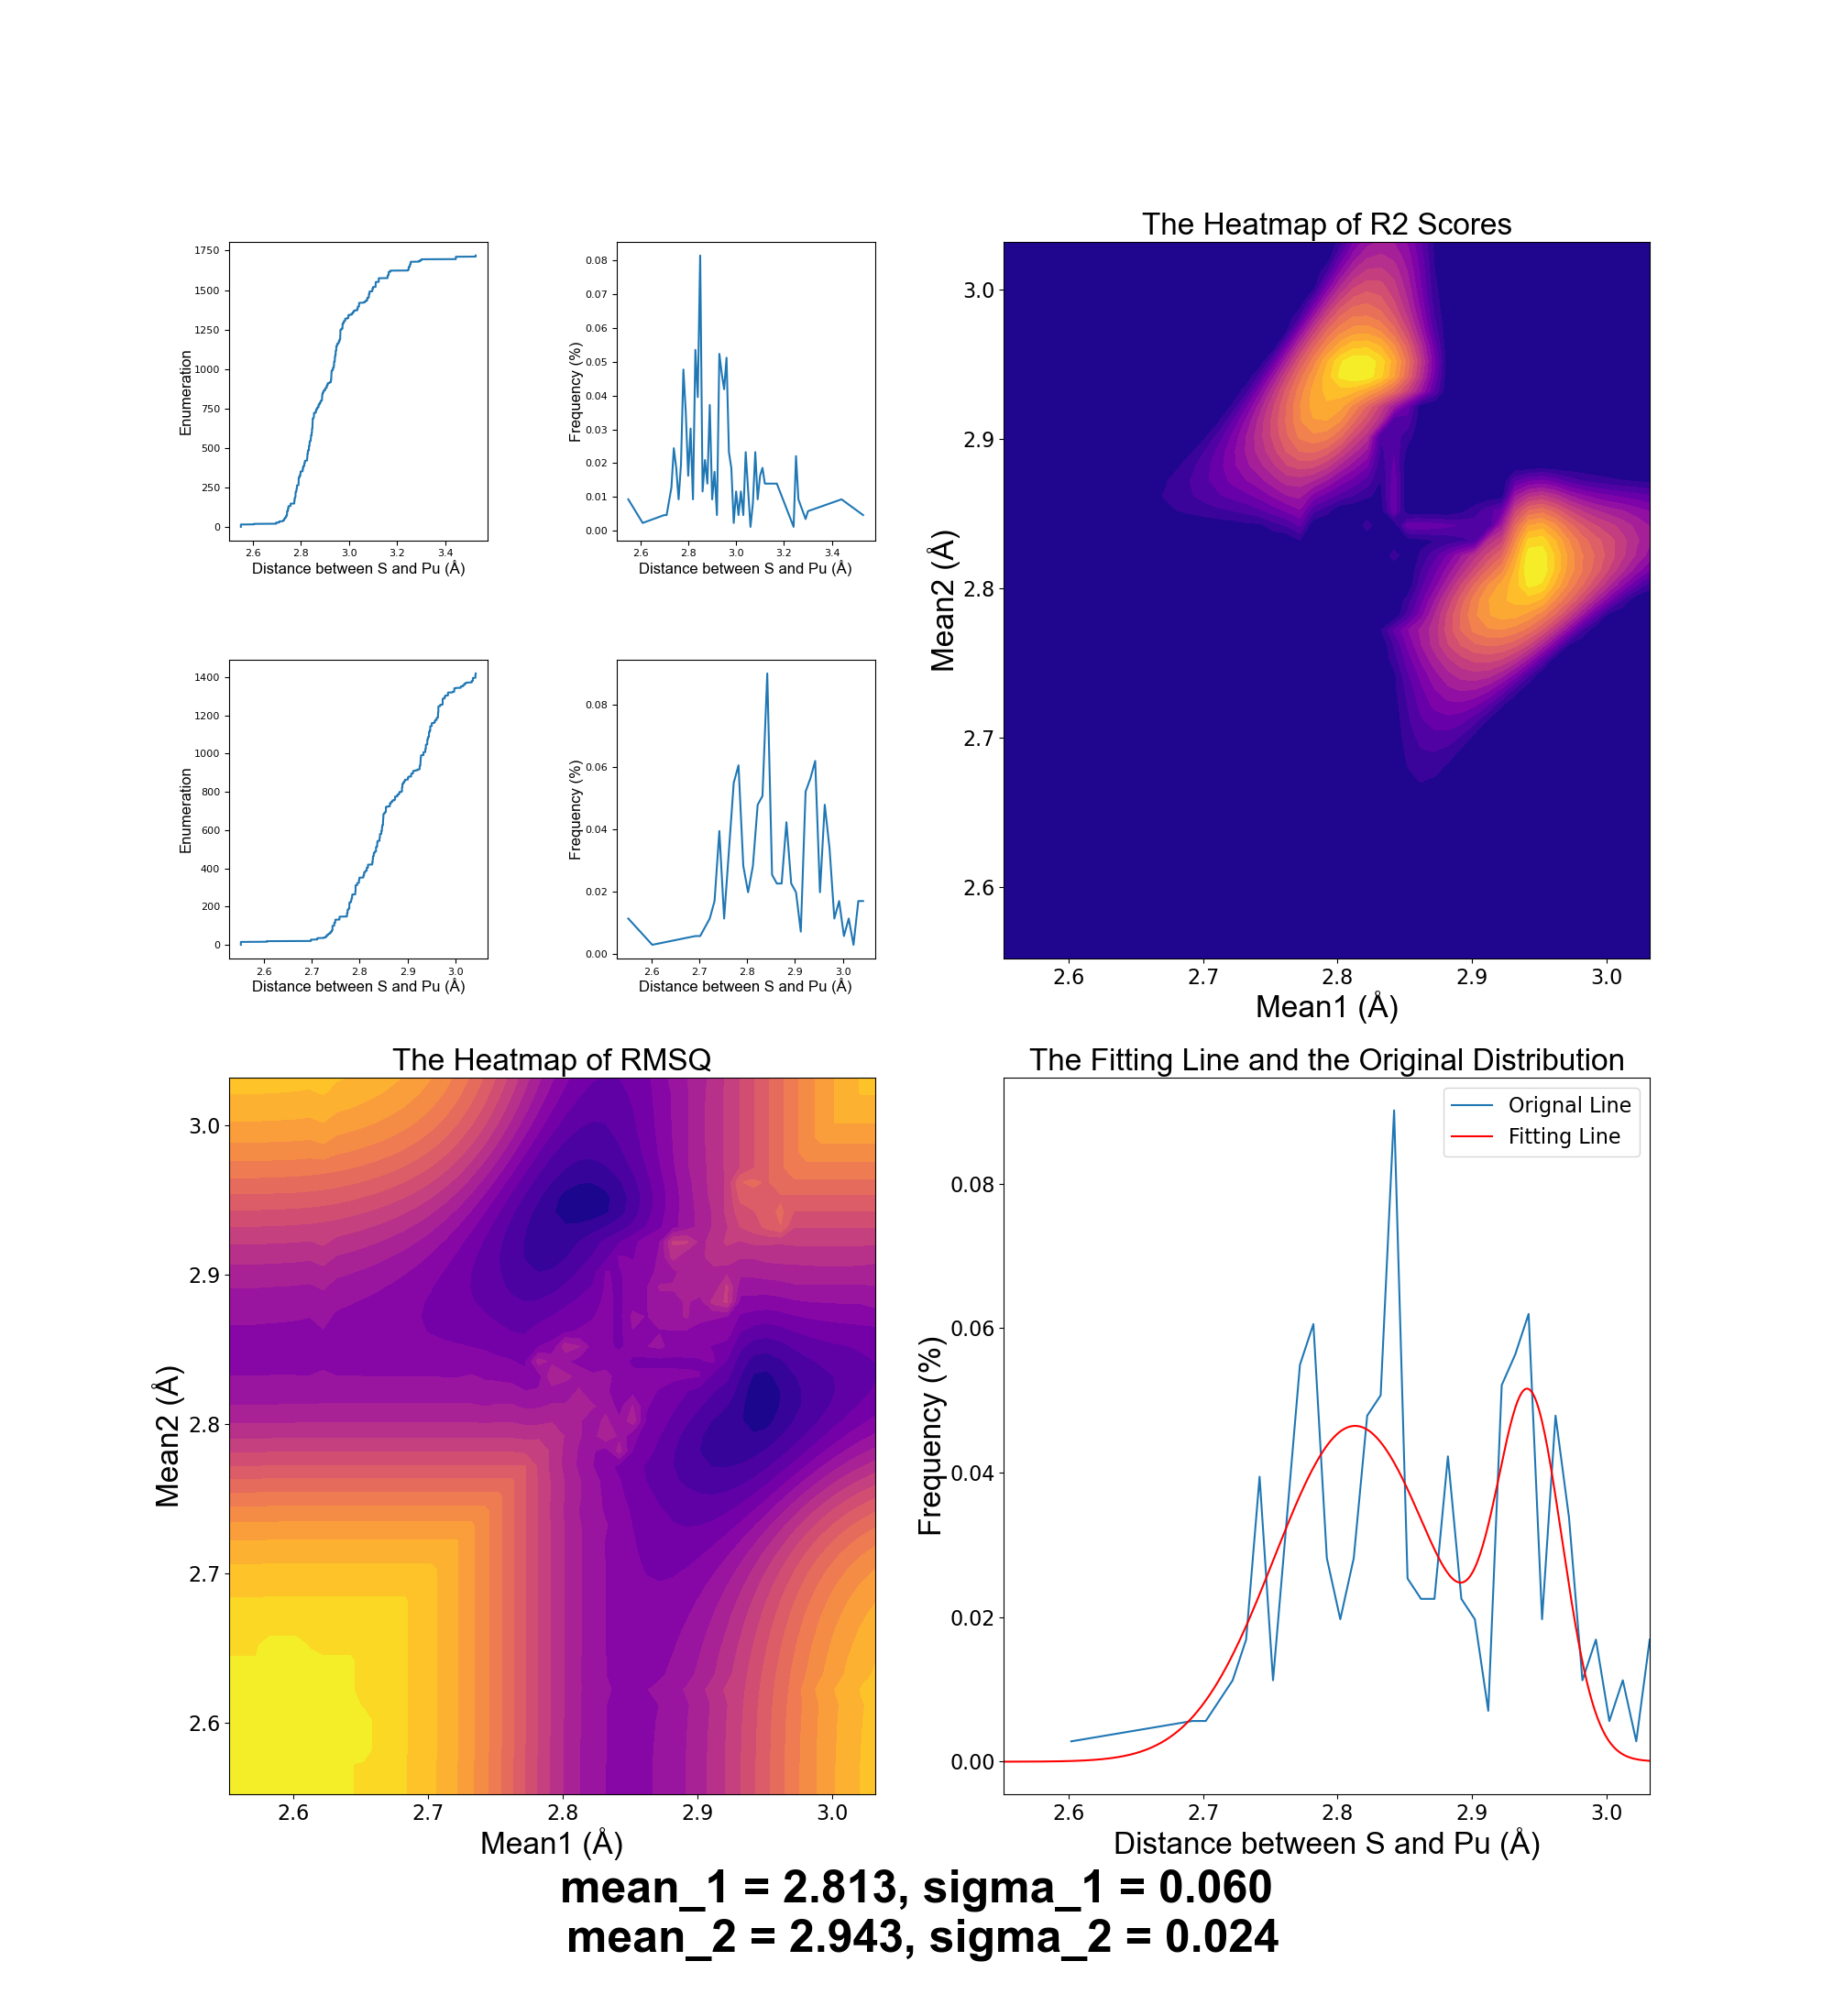 1750
1500
1250
1000
750
500
250
0
Enumeration
2.6 2.8 3.0 3.2 3.4
Distance between S and Pu (Å)
0.08
0.07
0.06
0.05
0.04
0.03
0.02
0.01
0.00
Frequency (%)
2.6 2.8 3.0 3.2 3.4
Distance between S and Pu (Å)
The Heatmap of R2 Scores
3.0
2.9
2.8
2.7
2.6
Mean2 (Å)
2.6 2.7 2.8 2.9 3.0
Mean1 (Å)
1400
1200
1000
800
600
400
200
0
Enumeration
2.6 2.7 2.8 2.9 3.0
Distance between S and Pu (Å)
0.08
0.06
0.04
0.02
0.00
Frequency (%)
2.6 2.7 2.8 2.9 3.0
Distance between S and Pu (Å)
The Heatmap of RMSQ
3.0
2.9
2.8
2.7
2.6
Mean2 (Å)
2.6 2.7 2.8 2.9 3.0
Mean1 (Å)
The Fitting Line and the Original Distribution
Orignal Line
Fitting Line
0.08
0.06
0.04
0.02
0.00
Frequency (%)
2.6 2.7 2.8 2.9 3.0
Distance between S and Pu (Å)
mean_1 = 2.813, sigma_1 = 0.060
mean_2 = 2.943, sigma_2 = 0.024